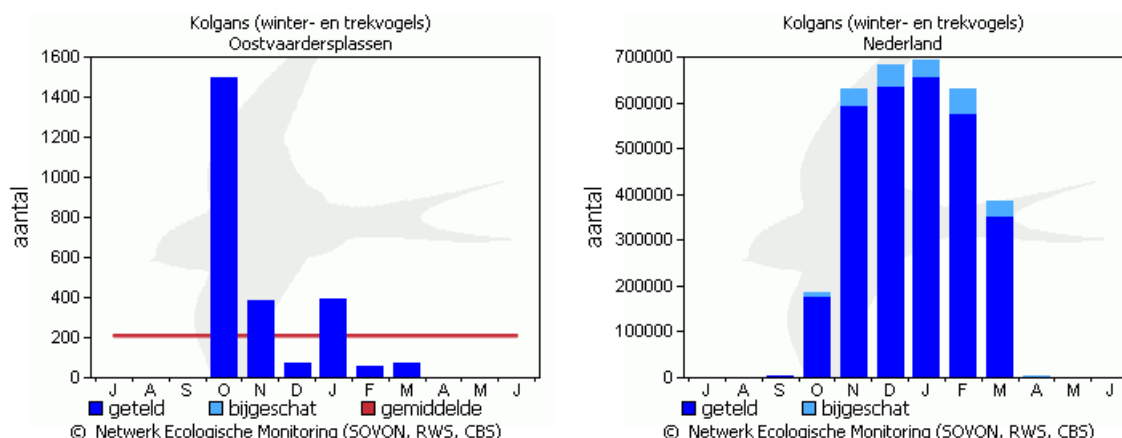 Kolgans (winter- en trekvogels)
Oostvaardersplassen
aantal
1600
1400
1200
1000
800
600
400
200
0
J A S O N D J F M A M J
geteld bijgeschat gemiddelde
© Netwerk Ecologische Monitoring (SOVON, RWS, CBS)
Kolgans (winter- en trekvogels)
Nederland
aantal
700000
600000
500000
400000
300000
200000
100000
0
J A S O N D J F M A M J
geteld bijgeschat
© Netwerk Ecologische Monitoring (SOVON, RWS, CBS)